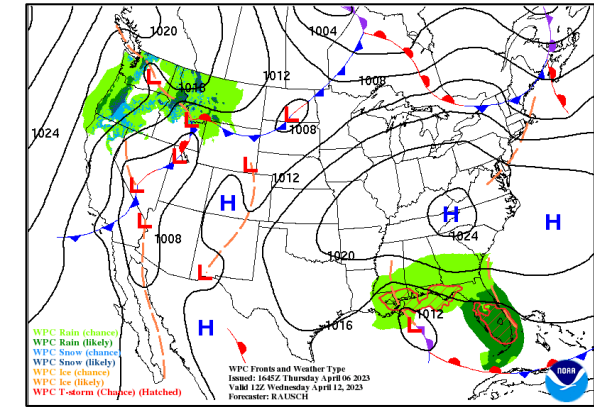 1020
1004
1012
1008
1016
1024
L
L
L
1008
L
L
1012
L
H
H
H
L
1008
1024
1020
L
H
1016
1012
L
WPC Rain (chance)
WPC Rain (likely)
WPC Snow (chance)
WPC Snow (likely)
WPC Ice (chance)
WPC Ice (likely)
WPC T-storm (Chance) (Hatched)
WPC Fronts and Weather Type
Issued: 1645Z Thursday April 06 2023
Valid 12Z Wednesday April 12, 2023
Forecaster: RAUSCH
NOAA